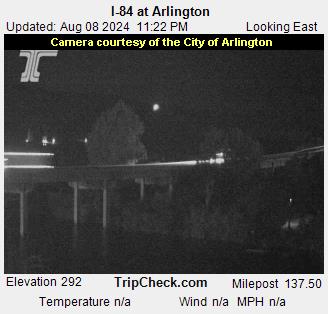 I-84 at Arlington
Updated: Aug 08 2024 11:22 PM Looking East
Camera courtesy of the City of Arlington
Elevation 292 TripCheck.com Milepost 137.50
Temperature n/a Wind n/a MPH n/a